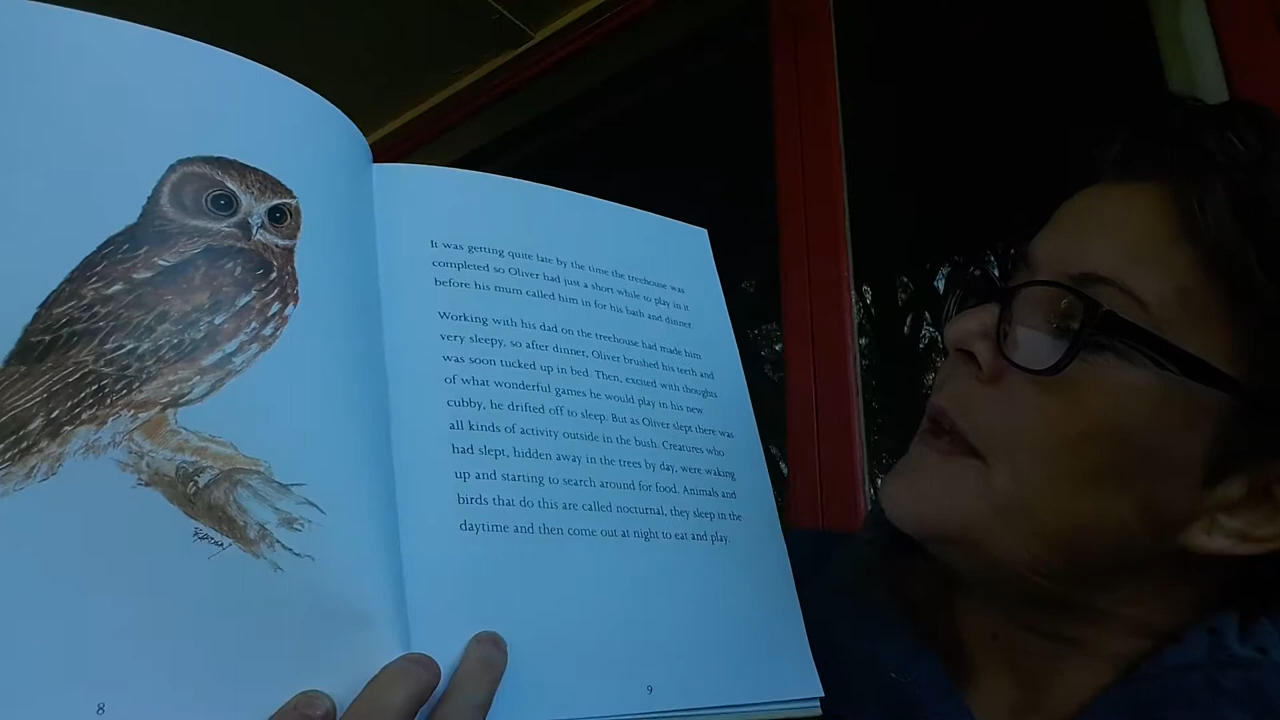 It was getting quite late by the time the treehouse was
completed so Oliver had just a short while to play in it
before his mum called him in for his bath and dinner.
Working with his dad on the treehouse had made him
very sleepy, so after dinner, Oliver brushed his teeth and
was soon tucked up in bed. Then, excited with thoughts
of what wonderful games he would play in his new
cubby, he drifted off to sleep. But as Oliver slept there was
all kinds of activity outside in the bush. Creatures who
had slept, hidden away in the trees by day, were waking
up and starting to search around for food. Animals and
birds that do this are called nocturnal, they sleep in the
daytime and then come out at night to eat and play.
8
9